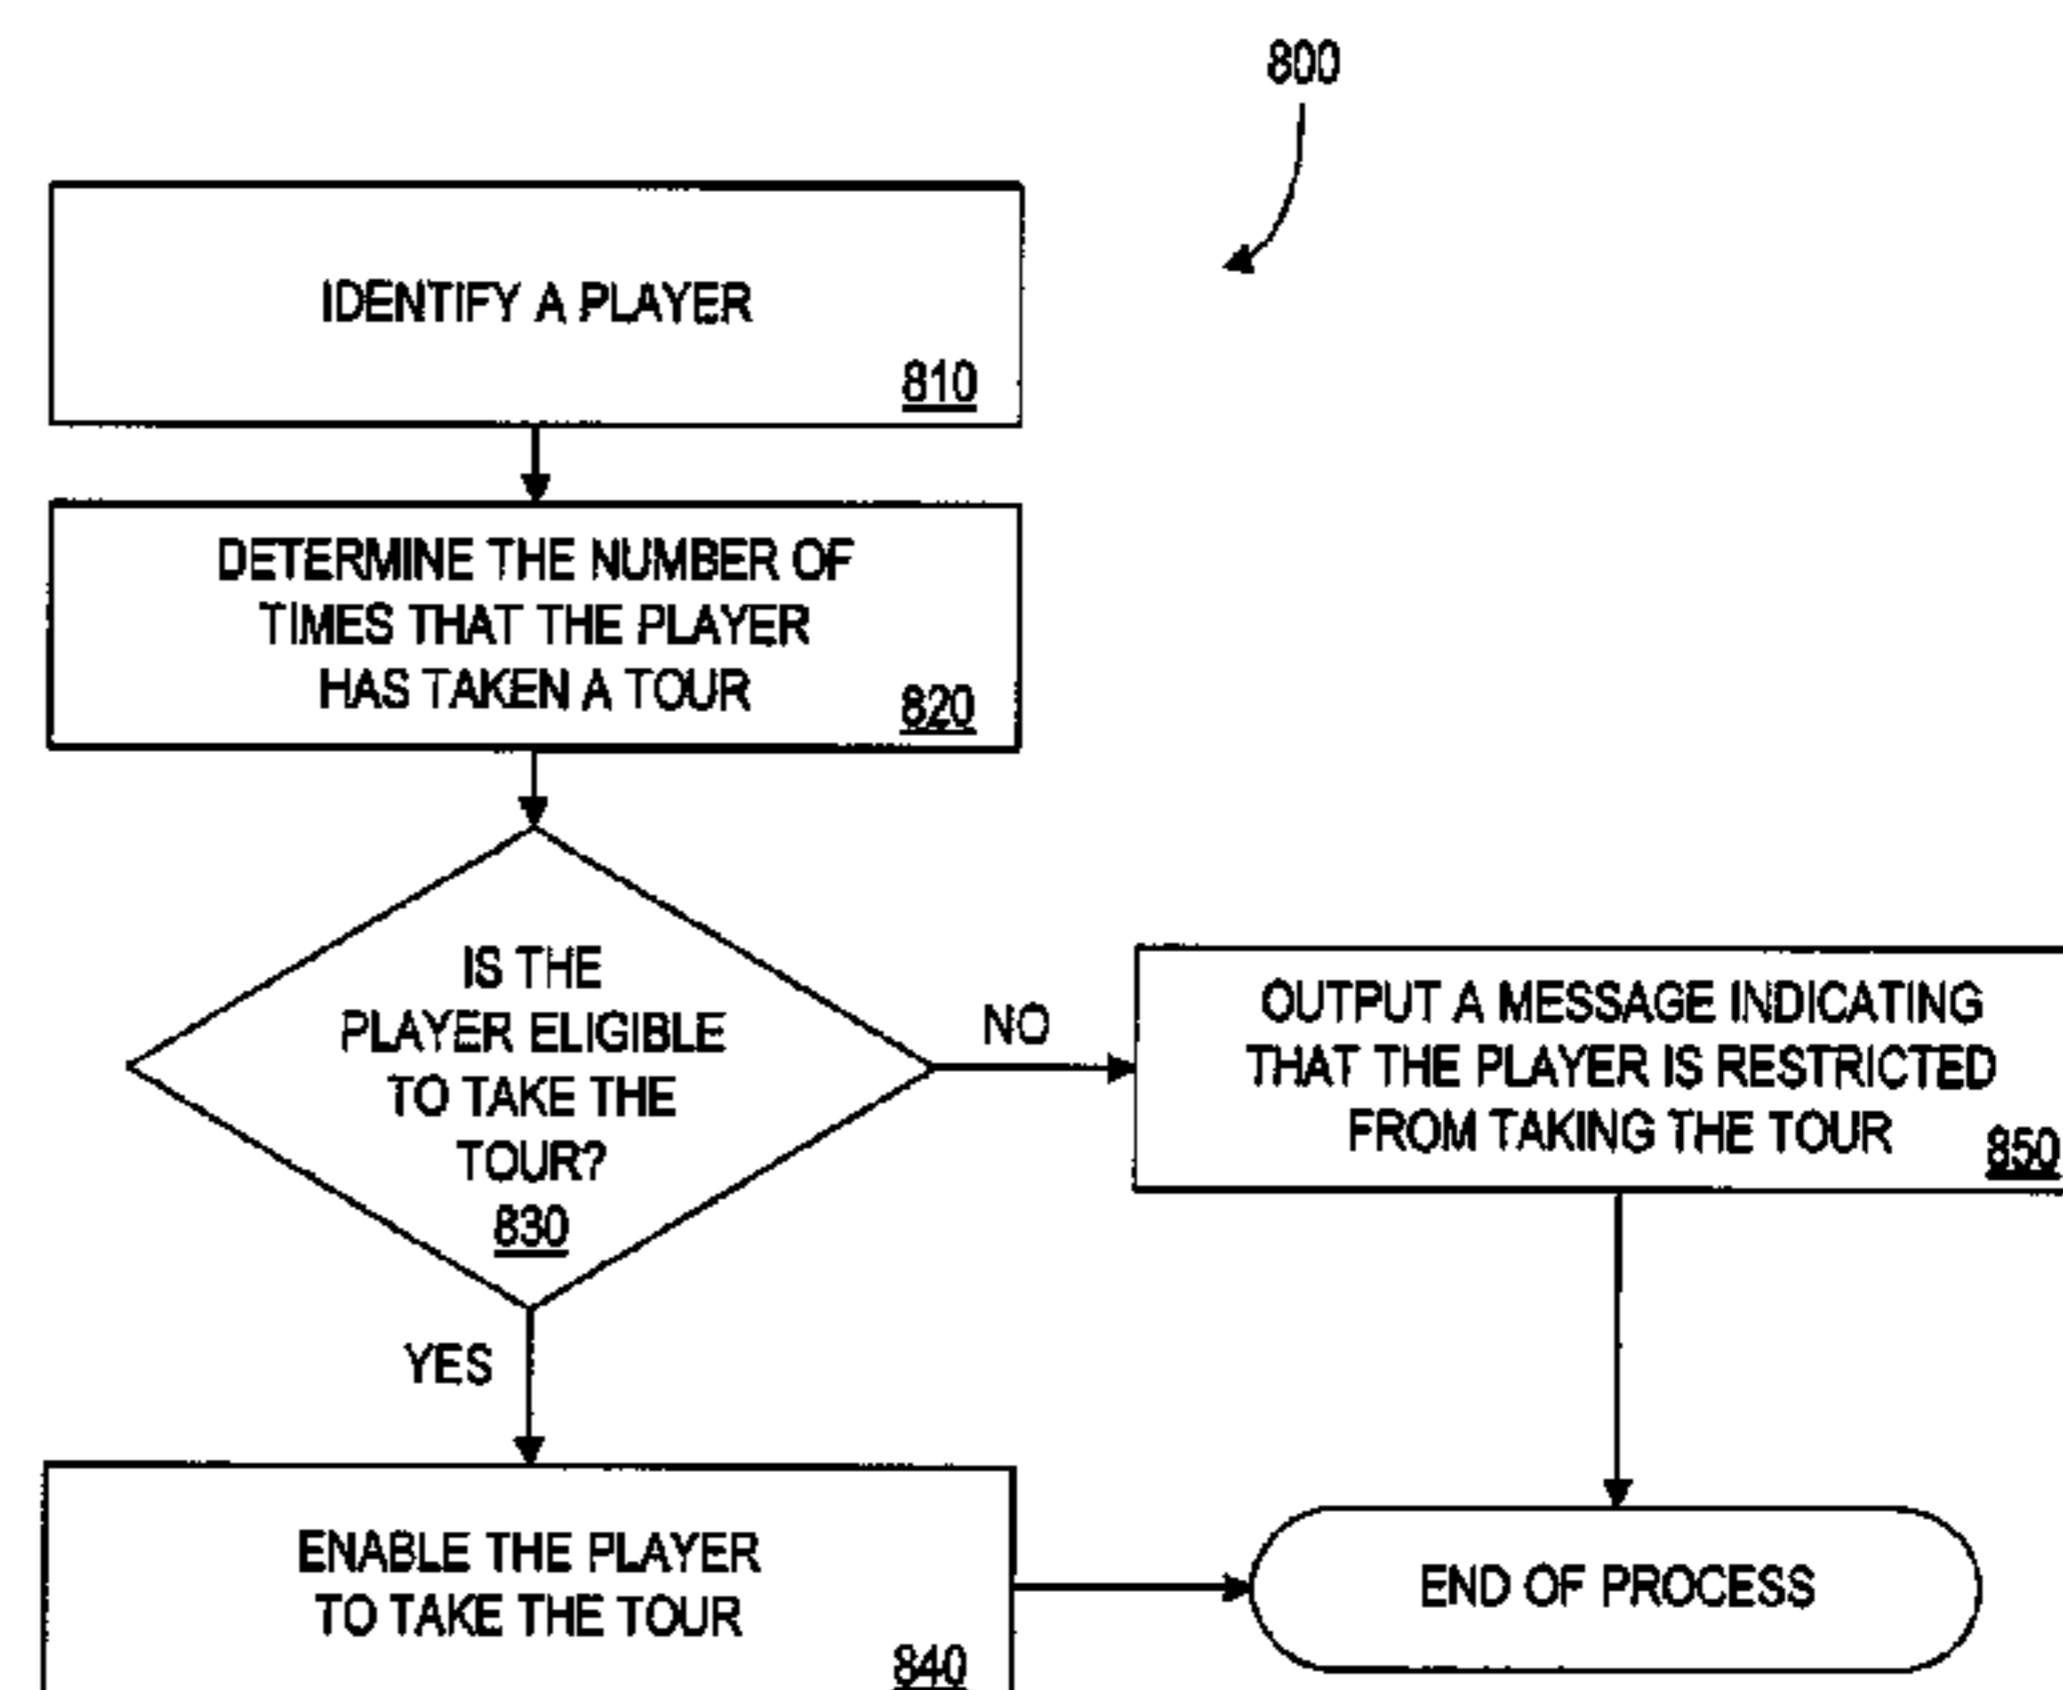 800
IDENTIFY A PLAYER
810
DETERMINE THE NUMBER OF
TIMES THAT THE PLAYER
HAS TAKEN A TOUR
820
IS THE
PLAYER ELIGIBLE
TO TAKE THE
TOUR?
830
NO
OUTPUT A MESSAGE INDICATING
THAT THE PLAYER IS RESTRICTED
FROM TAKING THE TOUR
850
YES
ENABLE THE PLAYER
TO TAKE THE TOUR
840
END OF PROCESS